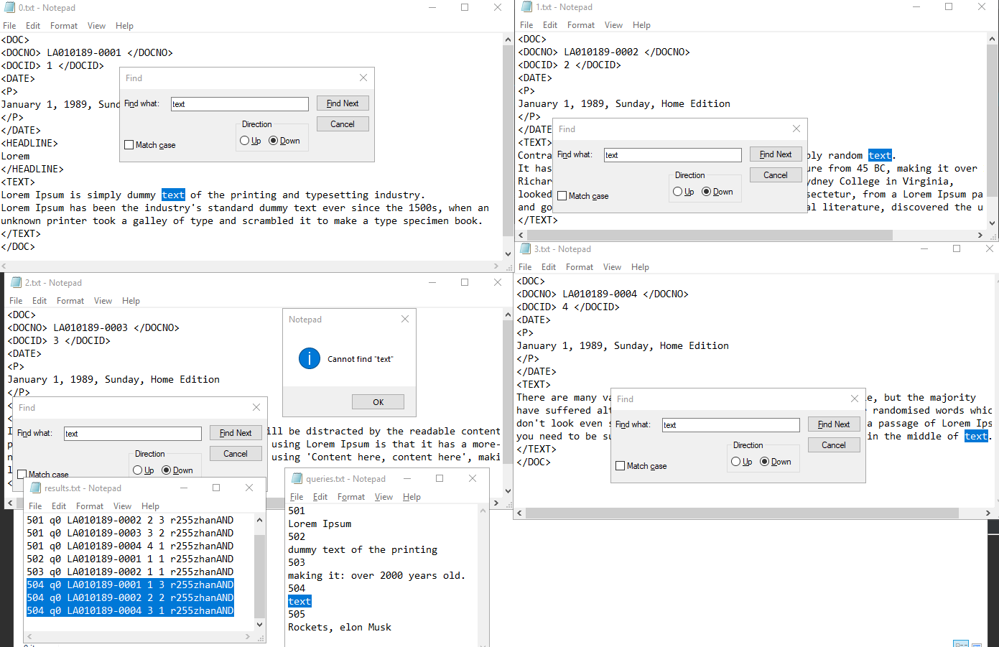 0.txt - Notepad
File Edit Format View Help
<DOC>
<DOCNO> LA010189-0001 </DOCNO>
<DOCID> 1 </DOCID>
<DATE>
<P>
January 1, 1989, Sund
</P>
</DATE>
<HEADLINE>
Lorem
</HEADLINE>
<TEXT>
Lorem Ipsum is simply dummy text of the printing and typesetting industry.
Lorem Ipsum has been the industry's standard dummy text ever since the 1500s, when an
unknown printer took a galley of type and scrambled it to make a type specimen book.
</TEXT>
</DOC>
Find
Find what: text
Find Next
Cancel
Direction
Up Down
Match case
1.txt - Notepad
File Edit Format View Help
<DOC>
<DOCNO> LA010189-0002 </DOCNO>
<DOCID> 2 </DOCID>
<DATE>
<P>
January 1, 1989, Sunday, Home Edition
</P>
</DATE
<TEXT>
Contra ply random text.
It has ure from 45 BC, making it over
Richar ydney College in Virginia,
looked sectetur, from a Lorem Ipsum pa
and go al literature, discovered the u
</TEXT>
Find
Find what: text
Find Next
Cancel
Direction
Up Down
Match case
2.txt - Notepad
File Edit Format View Help
<DOC>
<DOCNO> LA010189-0003 </DOCNO>
<DOCID> 3 </DOCID>
<DATE>
<P>
January 1, 1989, Sunday, Home Edition
</P>
ill be distracted by the readable content
using Lorem Ipsum is that it has a more-
using 'Content here, content here', maki
Notepad
Cannot find "text"
OK
Find
Find what: text
Find Next
Cancel
Direction
Up Down
Match case
3.txt - Notepad
File Edit Format View Help
<DOC>
<DOCNO> LA010189-0004 </DOCNO>
<DOCID> 4 </DOCID>
<DATE>
<P>
January 1, 1989, Sunday, Home Edition
</P>
</DATE>
<TEXT>
There are many va e, but the majority
have suffered alt randomised words whic
don't look even s a passage of Lorem Ips
you need to be su in the middle of text.
</TEXT>
</DOC>
Find
Find what: text
Find Next
Cancel
Direction
Up Down
Match case
results.txt - Notepad
File Edit Format View Help
501 q0 LA010189-0002 2 3 r255zhanAND
501 q0 LA010189-0003 3 2 r255zhanAND
501 q0 LA010189-0004 4 1 r255zhanAND
502 q0 LA010189-0001 1 1 r255zhanAND
503 q0 LA010189-0002 1 1 r255zhanAND
504 q0 LA010189-0001 1 3 r255zhanAND
504 q0 LA010189-0002 2 2 r255zhanAND
504 q0 LA010189-0004 3 1 r255zhanAND
queries.txt - Notepad
File Edit Format View Help
501
Lorem Ipsum
502
dummy text of the printing
503
making it: over 2000 years old.
504
text
505
Rockets, elon Musk